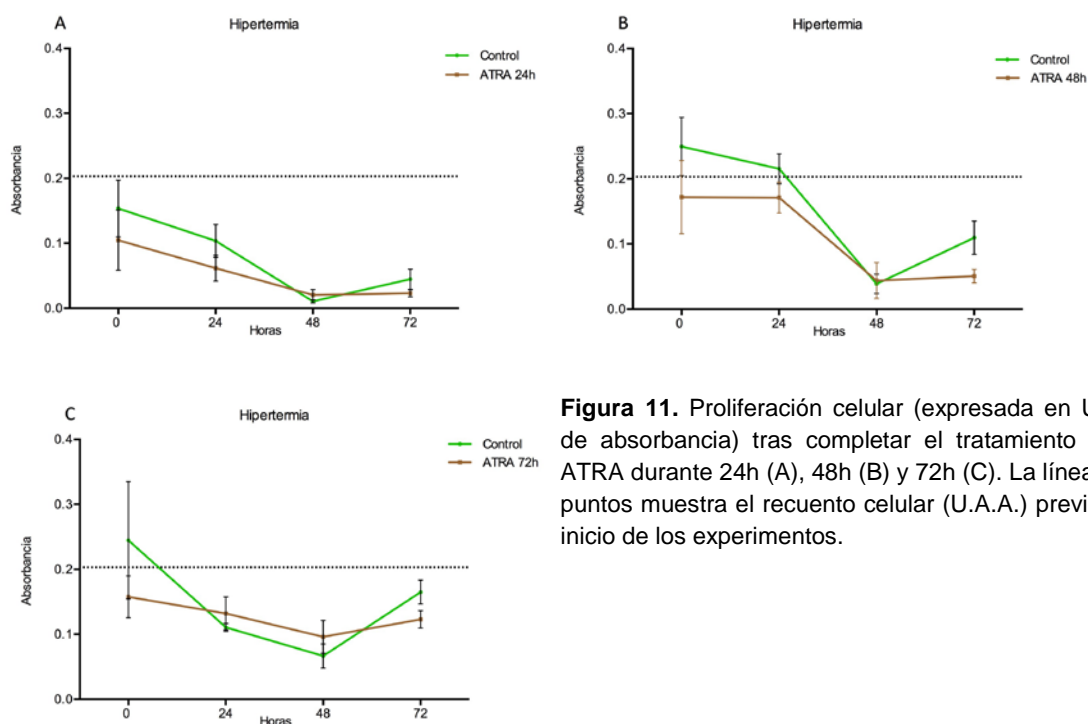 A
Hipertermia
Control
ATRA 24h
0.4
0.3
0.2
0.1
0.0
Absorbancia
0 24 48 72
Horas
B
Hipertermia
Control
ATRA 48h
0.4
0.3
0.2
0.1
0.0
Absorbancia
0 24 48 72
Horas
C
Hipertermia
Control
ATRA 72h
0.4
0.3
0.2
0.1
0.0
Absorbancia
0 24 48 72
Horas
Figura 11. Proliferación celular (expresada en
de absorbancia) tras completar el tratamiento
ATRA durante 24h (A), 48h (B) y 72h (C). La línea
puntos muestra el recuento celular (U.A.A.)
inicio de los experimentos.